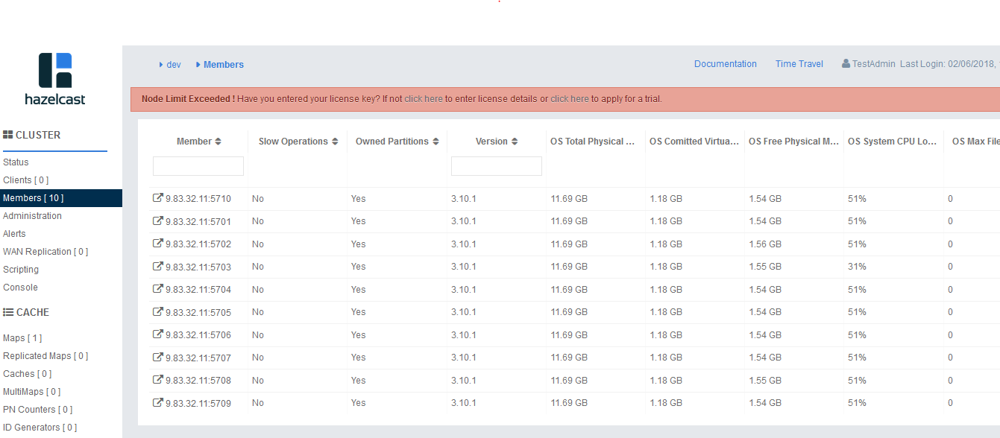 hazelcast
CLUSTER
Status
Clients [ 0 ]
Members [ 10 ]
Administration
Alerts
WAN Replication [ 0 ]
Scripting
Console
CACHE
Maps [ 1 ]
Replicated Maps [ 0 ]
Caches [ 0 ]
MultiMaps [ 0 ]
PN Counters [ 0 ]
ID Generators [ 0 ]
dev Members Documentation Time Travel TestAdmin Last Login: 02/06/2018,
Node Limit Exceeded ! Have you entered your license key? If not click here to enter license details or click here to apply for a trial.
Member Slow Operations Owned Partitions Version OS Total Physical ... OS Comitted Virtua... OS Free Physical M... OS System CPU Lo... OS Max File
9.83.32.11:5710 No Yes 3.10.1 11.69 GB 1.18 GB 1.54 GB 51% 0
9.83.32.11:5701 No Yes 3.10.1 11.69 GB 1.18 GB 1.54 GB 51% 0
9.83.32.11:5702 No Yes 3.10.1 11.69 GB 1.18 GB 1.56 GB 51% 0
9.83.32.11:5703 No Yes 3.10.1 11.69 GB 1.18 GB 1.55 GB 31% 0
9.83.32.11:5704 No Yes 3.10.1 11.69 GB 1.18 GB 1.54 GB 51% 0
9.83.32.11:5705 No Yes 3.10.1 11.69 GB 1.18 GB 1.54 GB 51% 0
9.83.32.11:5706 No Yes 3.10.1 11.69 GB 1.18 GB 1.54 GB 51% 0
9.83.32.11:5707 No Yes 3.10.1 11.69 GB 1.18 GB 1.54 GB 51% 0
9.83.32.11:5708 No Yes 3.10.1 11.69 GB 1.18 GB 1.55 GB 51% 0
9.83.32.11:5709 No Yes 3.10.1 11.69 GB 1.18 GB 1.54 GB 51% 0